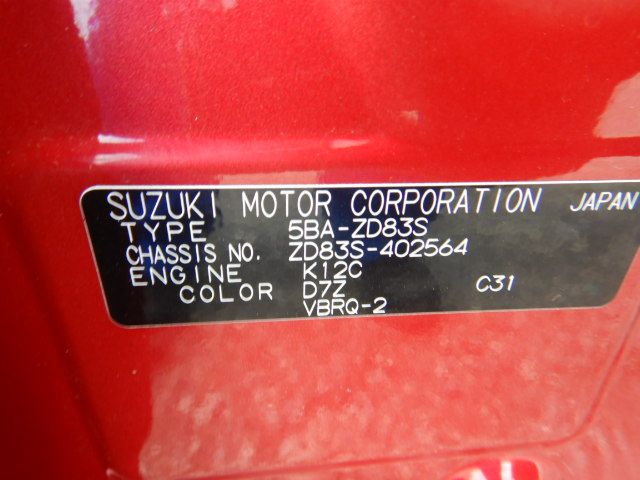 SUZUKI MOTOR CORPORATION JAPAN
TYPE 5BA-ZD83S
CHASSIS NO. ZD83S-402564
ENGINE K12C
COLOR D7Z C31
VBRQ-2